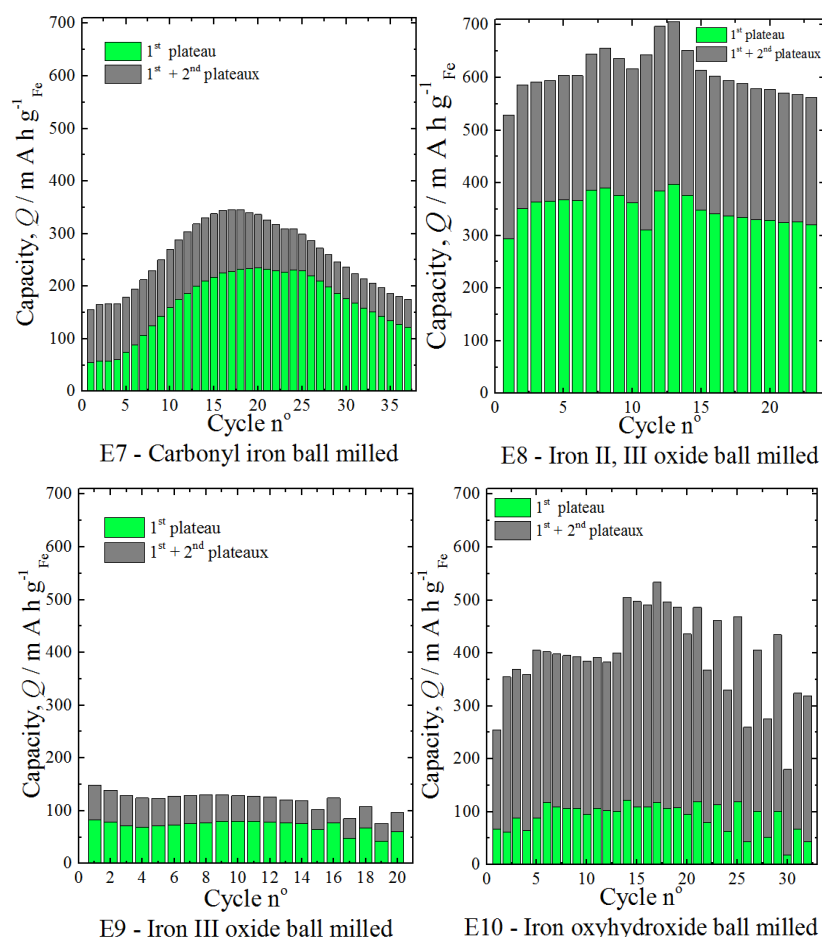 700
600
500
400
300
200
100
0
Capacity, Q / m A h g⁻¹ Fe
1st plateau
1st + 2nd plateaux
0 5 10 15 20 25 30 35
Cycle nº
E7 - Carbonyl iron ball milled
700
600
500
400
300
200
100
0
Capacity, Q / m A h g⁻¹ Fe
1st plateau
1st + 2nd plateaux
0 5 10 15 20
Cycle nº
E8 - Iron II, III oxide ball milled
700
600
500
400
300
200
100
0
Capacity, Q / m A h g⁻¹ Fe
1st plateau
1st + 2nd plateaux
0 2 4 6 8 10 12 14 16 18 20
Cycle nº
E9 - Iron III oxide ball milled
700
600
500
400
300
200
100
0
Capacity, Q / m A h g⁻¹ Fe
1st plateau
1st + 2nd plateaux
0 5 10 15 20 25 30
Cycle nº
E10 - Iron oxyhydroxide ball milled